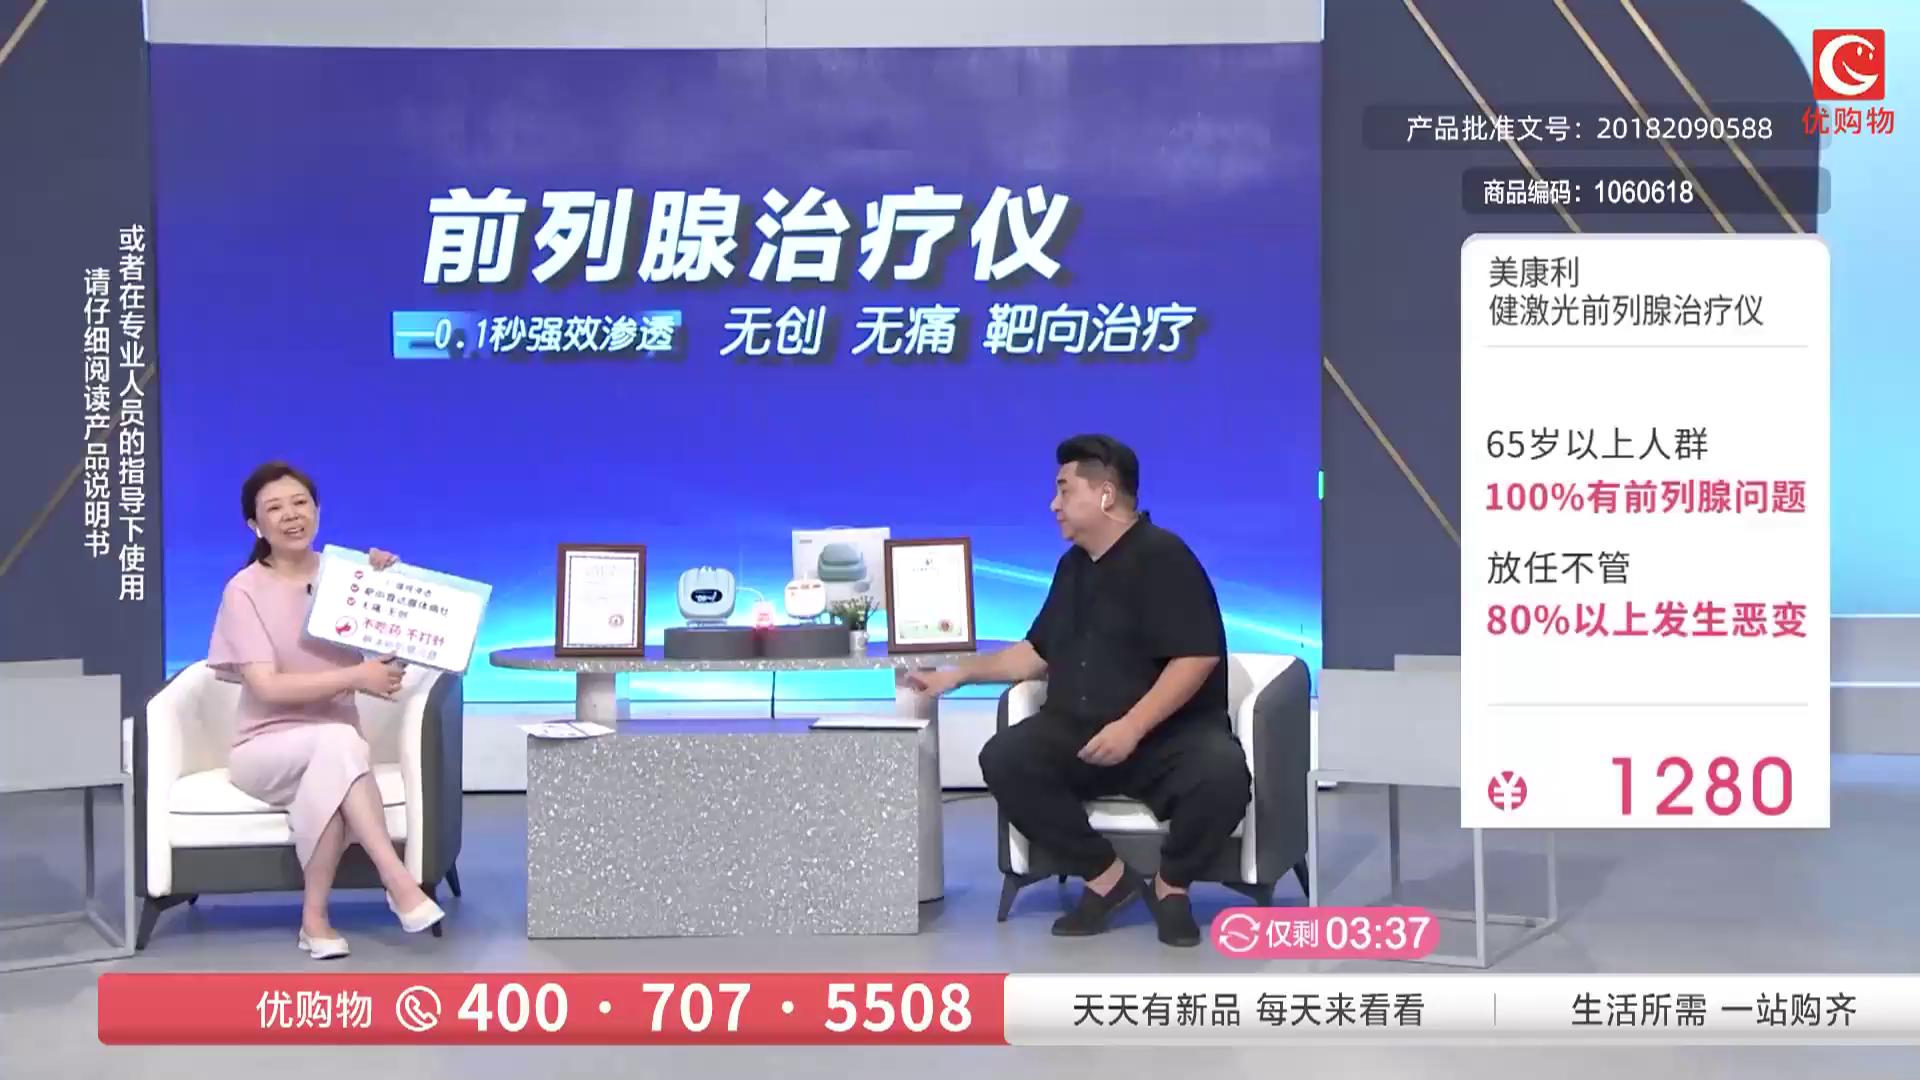 或者在专业人员的指导下使用
请仔细阅读产品说明书
前列腺治疗仪
—0.1秒强效渗透 无创 无痛 靶向治疗
不吃药 不打针
优购物
产品批准文号：20182090588
商品编码：1060618
美康利
健激光前列腺治疗仪
65岁以上人群
100%有前列腺问题
放任不管
80%以上发生恶变
¥ 1280
仅剩 03:37
优购物 400·707·5508
天天有新品 每天来看看
生活所需 一站购齐